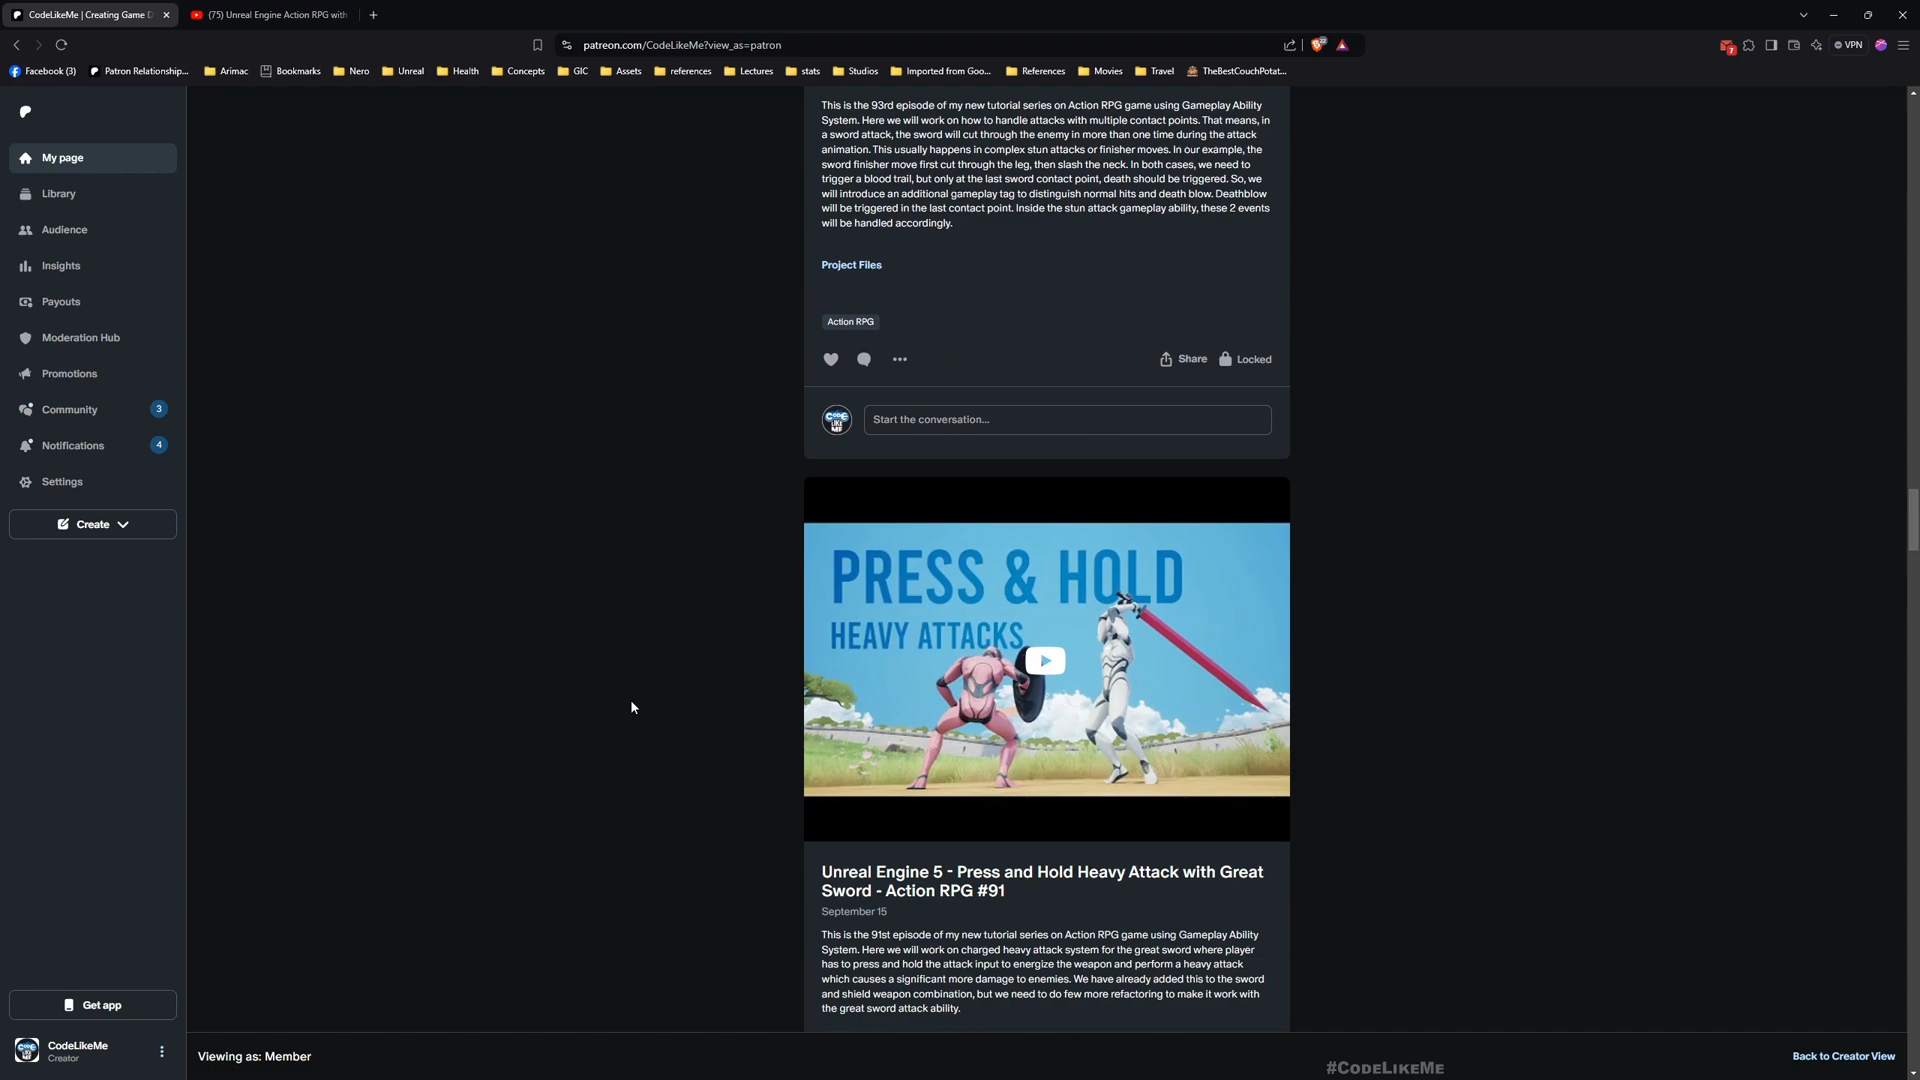 CodeLikeMe | Creating Game D
(75) Unreal Engine Action RPG with
patreon.com/CodeLikeMe?view_as=patron
22
7
VPN
Facebook (3)
Patron Relationship...
Arimac
Bookmarks
Nero
Unreal
Health
Concepts
GIC
Assets
references
Lectures
stats
Studios
Imported from Goo...
References
Movies
Travel
TheBestCouchPotat...
My page
Library
Audience
Insights
Payouts
Moderation Hub
Promotions
Community
3
Notifications
4
Settings
Create
Get app
CodeLikeMe
Creator
This is the 93rd episode of my new tutorial series on Action RPG game using Gameplay Ability
System. Here we will work on how to handle attacks with multiple contact points. That means, in
a sword attack, the sword will cut through the enemy in more than one time during the attack
animation. This usually happens in complex stun attacks or finisher moves. In our example, the
sword finisher move first cut through the leg, then slash the neck. In both cases, we need to
trigger a blood trail, but only at the last sword contact point, death should be triggered. So, we
will introduce an additional gameplay tag to distinguish normal hits and death blow. Deathblow
will be triggered in the last contact point. Inside the stun attack gameplay ability, these 2 events
will be handled accordingly.
Project Files
Action RPG
Share
Locked
CODE
LIKE
ME
Start the conversation...
PRESS & HOLD
HEAVY ATTACKS
Unreal Engine 5 - Press and Hold Heavy Attack with Great
Sword - Action RPG #91
September 15
This is the 91st episode of my new tutorial series on Action RPG game using Gameplay Ability
System. Here we will work on charged heavy attack system for the great sword where player
has to press and hold the attack input to energize the weapon and perform a heavy attack
which causes a significant more damage to enemies. We have already added this to the sword
and shield weapon combination, but we need to do few more refactoring to make it work with
the great sword attack ability.
Viewing as: Member
Back to Creator View
#CodeLikeMe